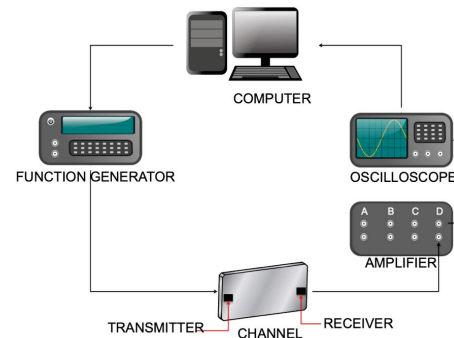 COMPUTER
FUNCTION GENERATOR
OSCILLOSCOPE
A B C D
AMPLIFIER
TRANSMITTER
CHANNEL
RECEIVER